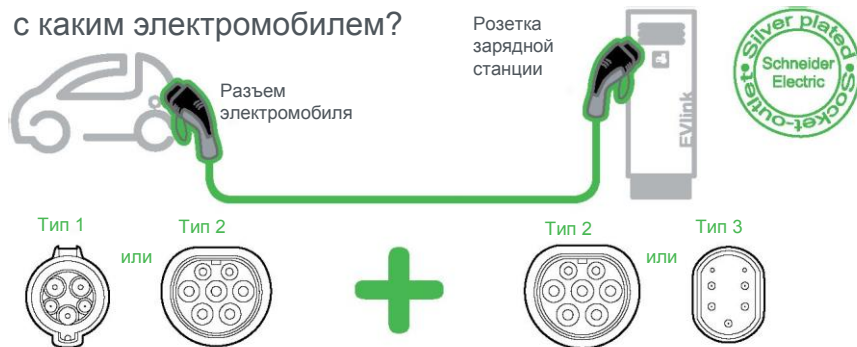 с каким электромобилем?
Розетка
зарядной
станции
Разъем
электромобиля
EVlink
Silver plated
Socket-outlet
Schneider
Electric
Тип 1
или
Тип 2
Тип 2
или
Тип 3